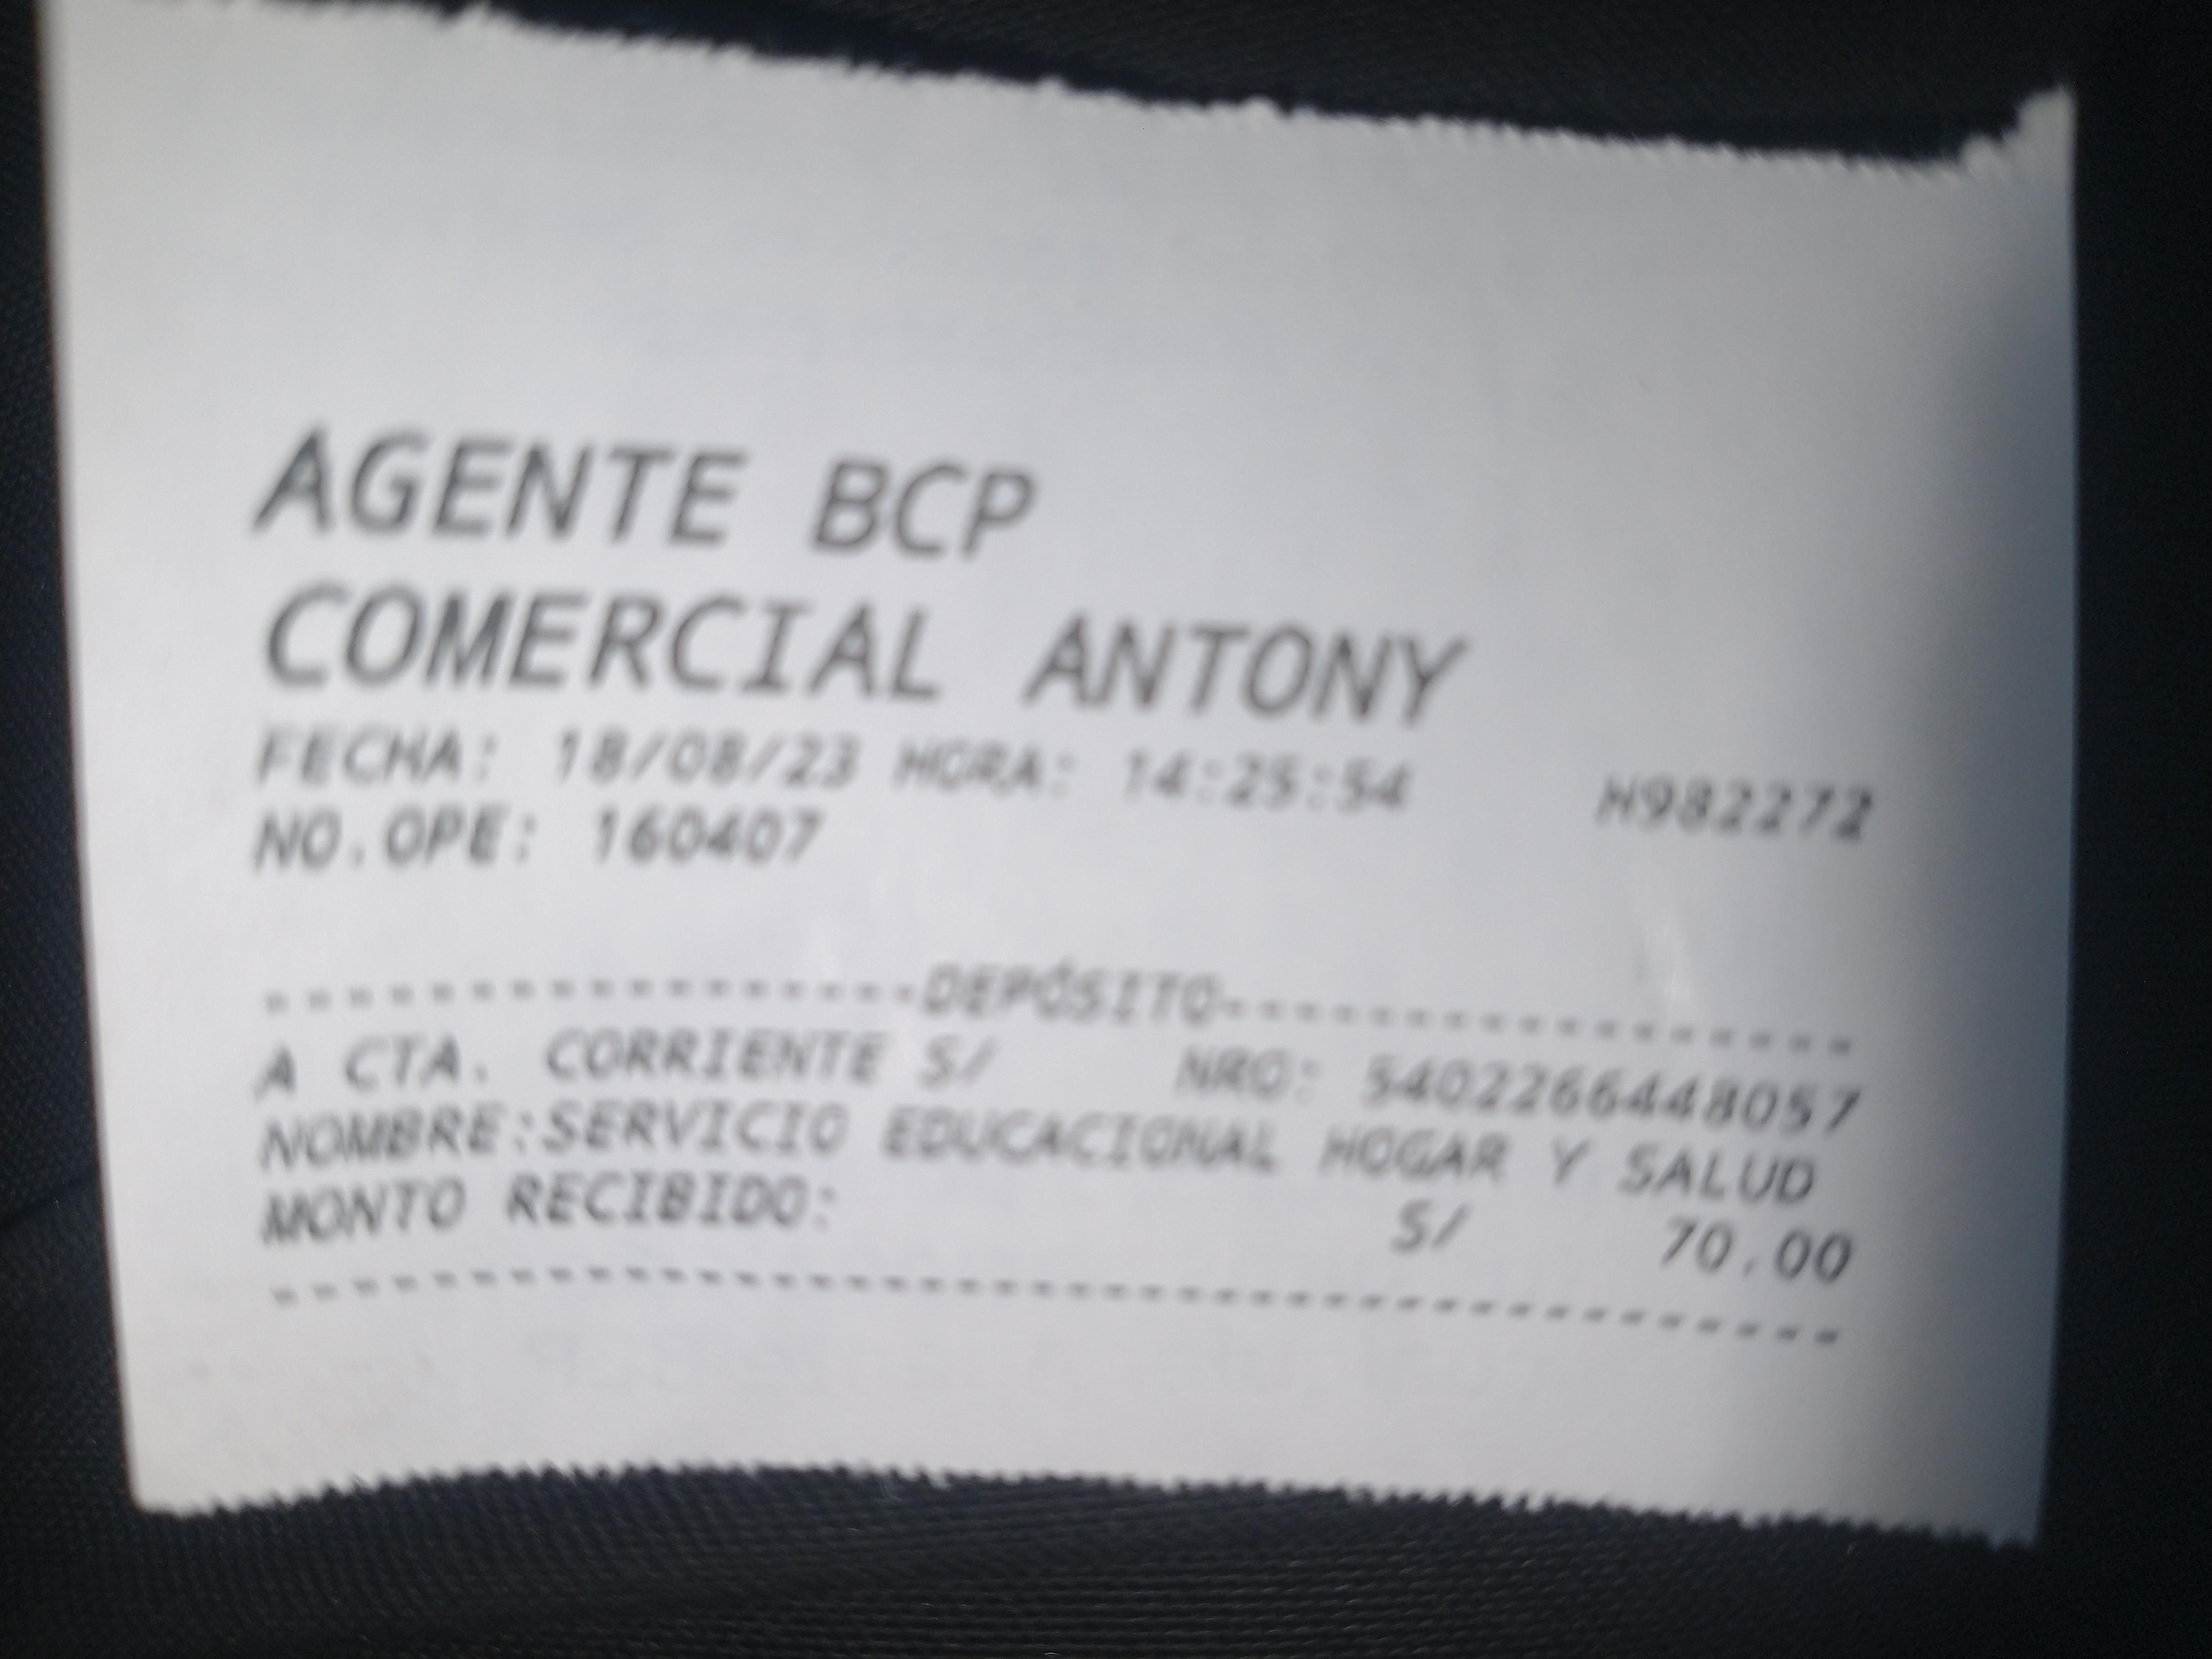 AGENTE BCP
COMERCIAL ANTONY
FECHA: 18/08/23 HORA: 14:25:54 H982272
NO.OPE: 160407
----------------DEPÓSITO----------------
A CTA. CORRIENTE S/ NRO: 5402266448057
NOMBRE:SERVICIO EDUCACIONAL HOGAR Y SALUD
MONTO RECIBIDO: S/ 70.00
---------------------------------------